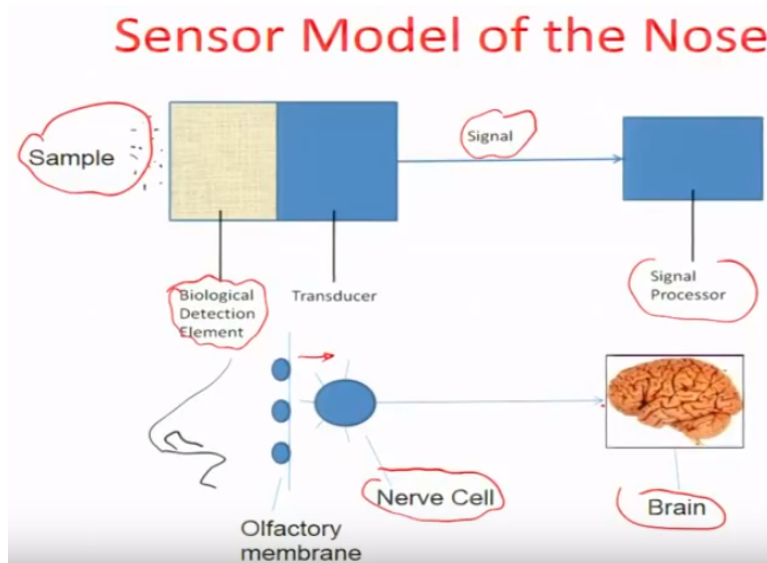 Sensor Model of the Nose
Sample
Signal
Biological
Detection
Element
Transducer
Signal
Processor
Nerve Cell
Brain
Olfactory
membrane